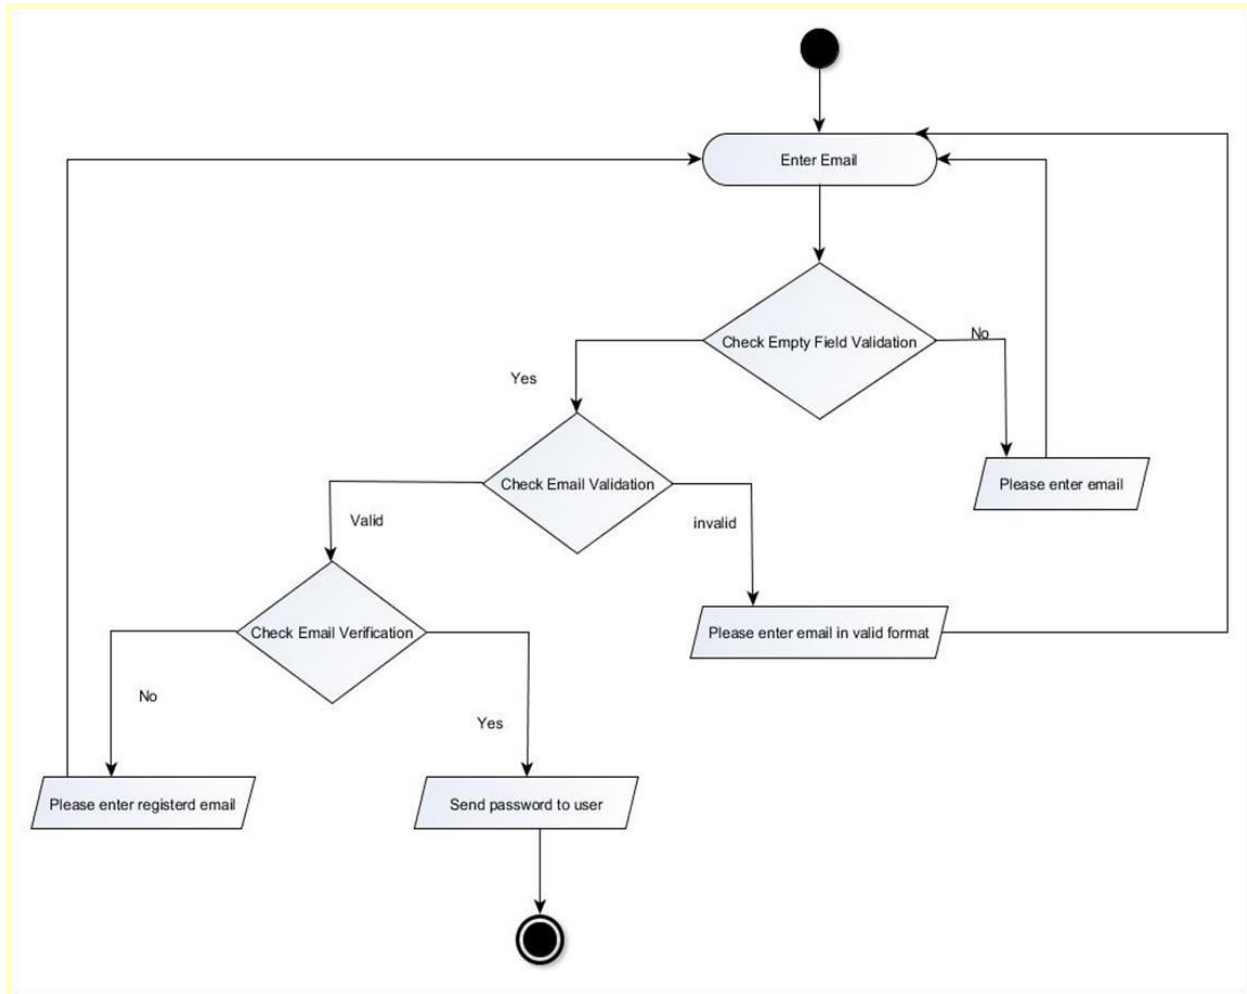 Enter Email
Check Empty Field Validation
No
Yes
Check Email Validation
Please enter email
Valid
invalid
Check Email Verification
Please enter email in valid format
No
Yes
Please enter registerd email
Send password to user